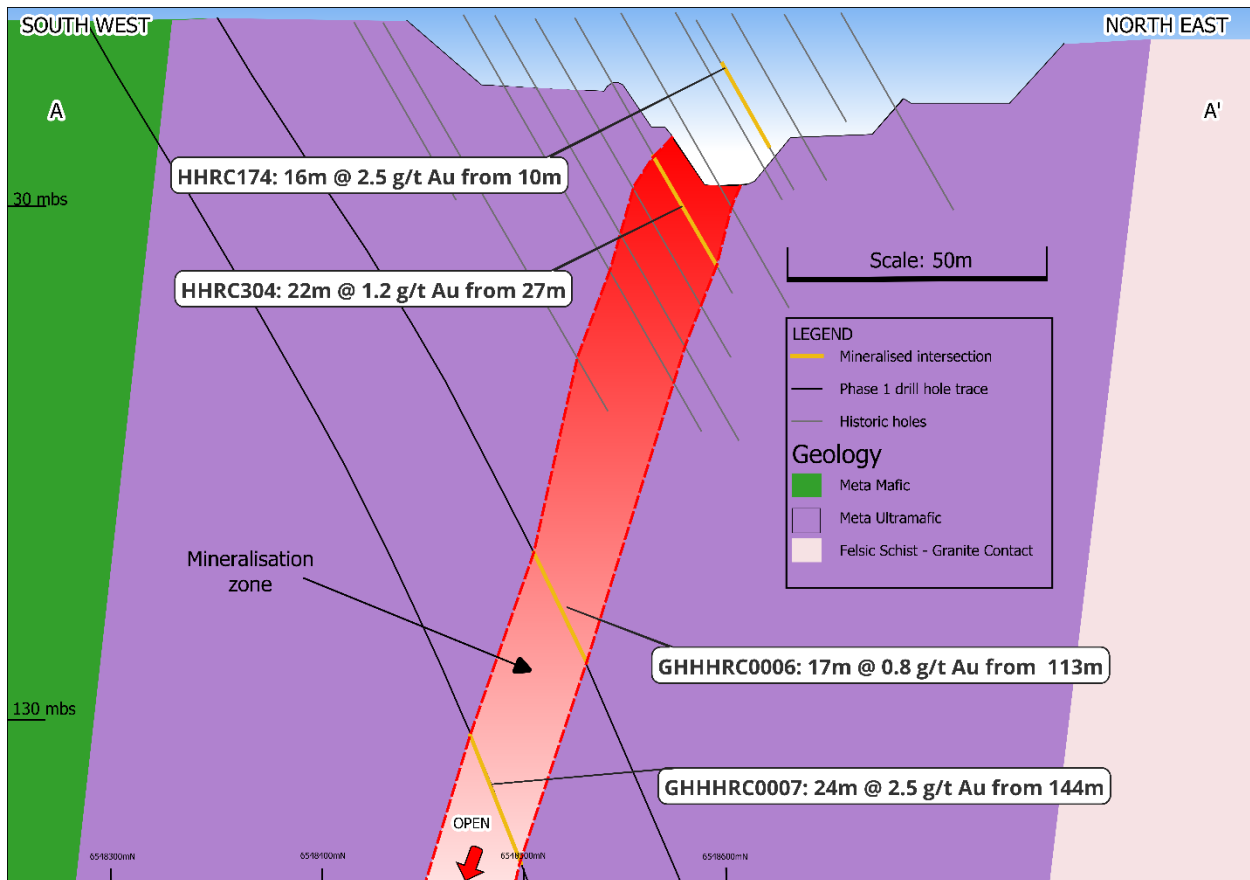 SOUTH WEST
NORTH EAST
A
A'
HHRC174: 16m @ 2.5 g/t Au from 10m
30 mbs
HHRC304: 22m @ 1.2 g/t Au from 27m
Scale: 50m
LEGEND
Mineralised intersection
Phase 1 drill hole trace
Historic holes
Geology
Meta Mafic
Meta Ultramafic
Felsic Schist - Granite Contact
Mineralisation
zone
GHHHRC0006: 17m @ 0.8 g/t Au from 113m
130 mbs
GHHHRC0007: 24m @ 2.5 g/t Au from 144m
OPEN
6548300mN
6548400mN
6548600mN